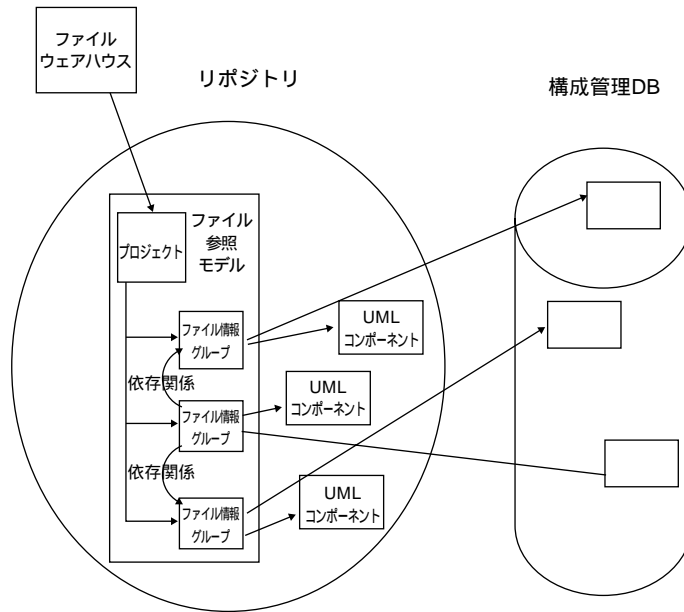 ファイル
ウェアハウス
リポジトリ
構成管理DB
プロジェクト
ファイル
参照
モデル
ファイル情報
グループ
UML
コンポーネント
依存関係
UML
コンポーネント
ファイル情報
グループ
依存関係
UML
コンポーネント
ファイル情報
グループ